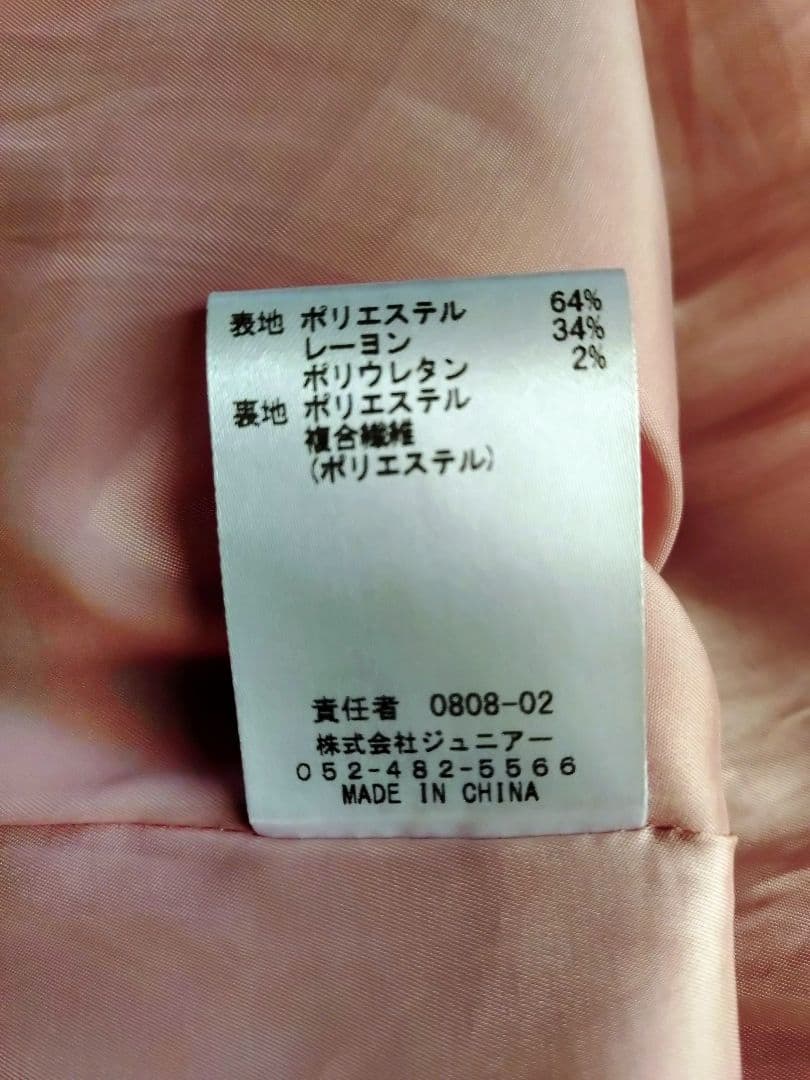 表地 ポリエステル 64%
レーヨン 34%
ポリウレタン 2%
裏地 ポリエステル
複合繊維
(ポリエステル)
責任者 0808-02
株式会社ジュニアー
052-482-5566
MADE IN CHINA